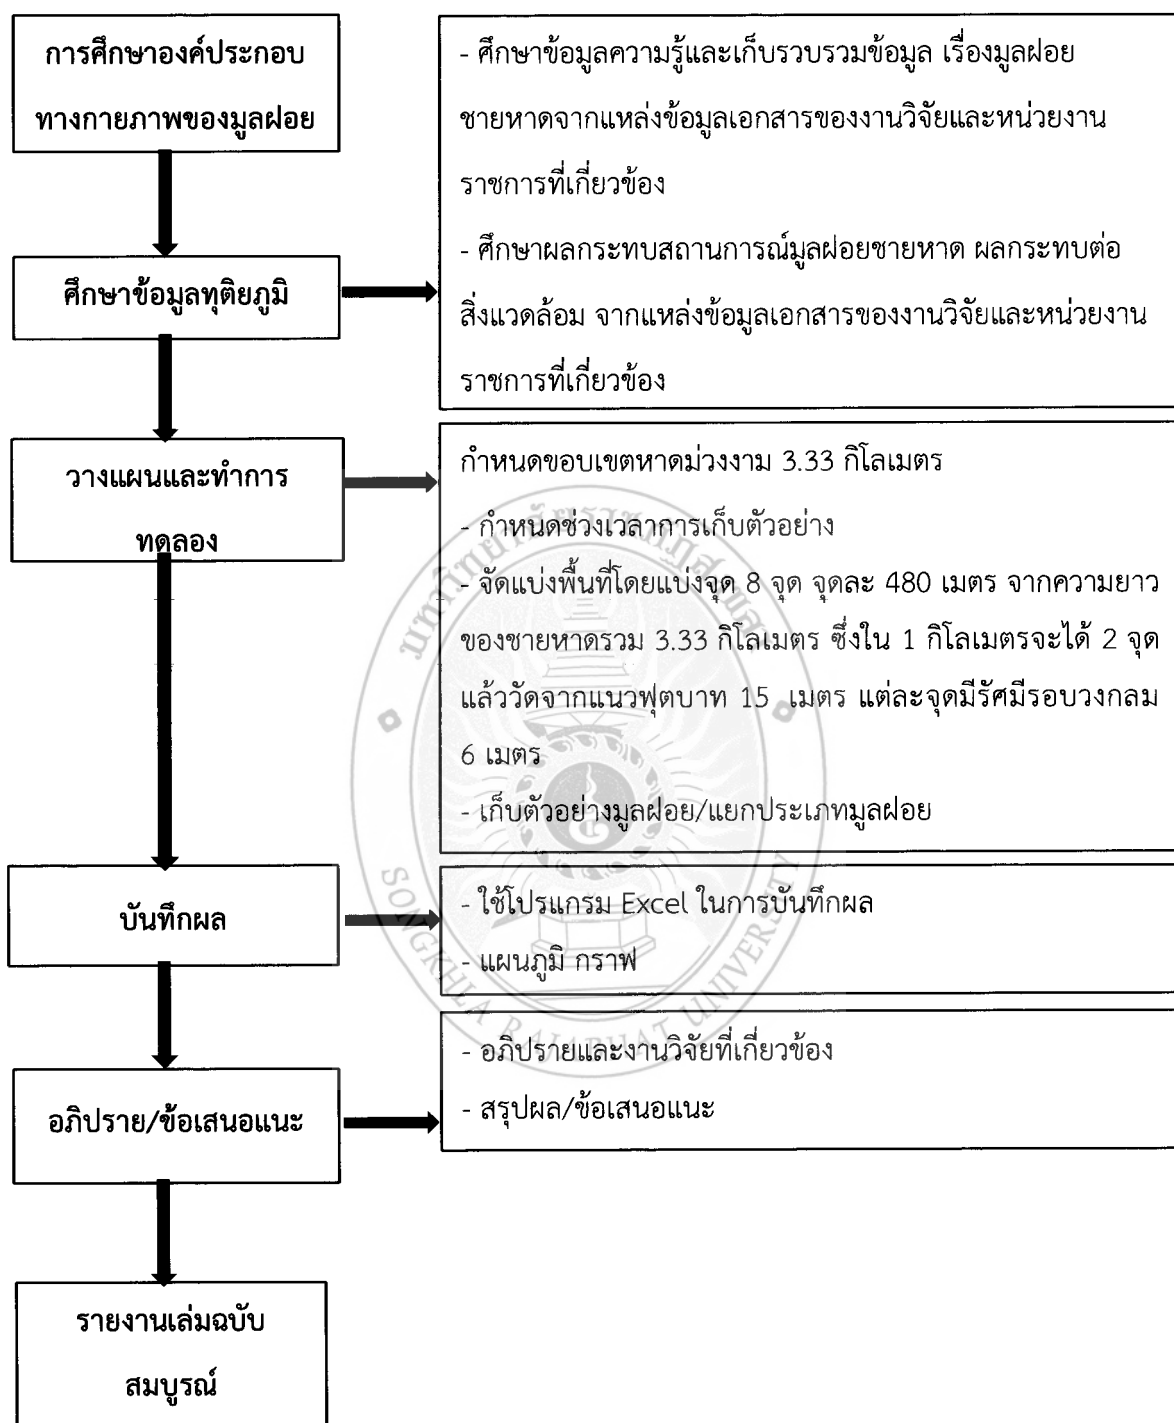 การศึกษาองค์ประกอบ
ทางกายภาพของมูลฝอย
- ศึกษาข้อมูลความรู้และเก็บรวบรวมข้อมูล เรื่องมูลฝอย
ชายหาดจากแหล่งข้อมูลเอกสารของงานวิจัยและหน่วยงาน
ราชการที่เกี่ยวข้อง
- ศึกษาผลกระทบสถานการณ์มูลฝอยชายหาด ผลกระทบต่อ
สิ่งแวดล้อม จากแหล่งข้อมูลเอกสารของงานวิจัยและหน่วยงาน
ราชการที่เกี่ยวข้อง
ศึกษาข้อมูลทุติยภูมิ
วางแผนและทำการ
ทดลอง
กำหนดขอบเขตหาดม่วงงาม 3.33 กิโลเมตร
- กำหนดช่วงเวลาการเก็บตัวอย่าง
- จัดแบ่งพื้นที่โดยแบ่งจุด 8 จุด จุดละ 480 เมตร จากความยาว
ของชายหาดรวม 3.33 กิโลเมตร ซึ่งใน 1 กิโลเมตรจะได้ 2 จุด
แล้ววัดจากแนวฟุตบาท 15 เมตร แต่ละจุดมีรัศมีรอบวงกลม
6 เมตร
- เก็บตัวอย่างมูลฝอย/แยกประเภทมูลฝอย
บันทึกผล
- ใช้โปรแกรม Excel ในการบันทึกผล
- แผนภูมิ กราฟ
อภิปราย/ข้อเสนอแนะ
- อภิปรายและงานวิจัยที่เกี่ยวข้อง
- สรุปผล/ข้อเสนอแนะ
รายงานเล่มฉบับ
สมบูรณ์
มหาวิทยาลัยราชภัฏสงขลา
SONGKHLA RAJABHAT UNIVERSITY